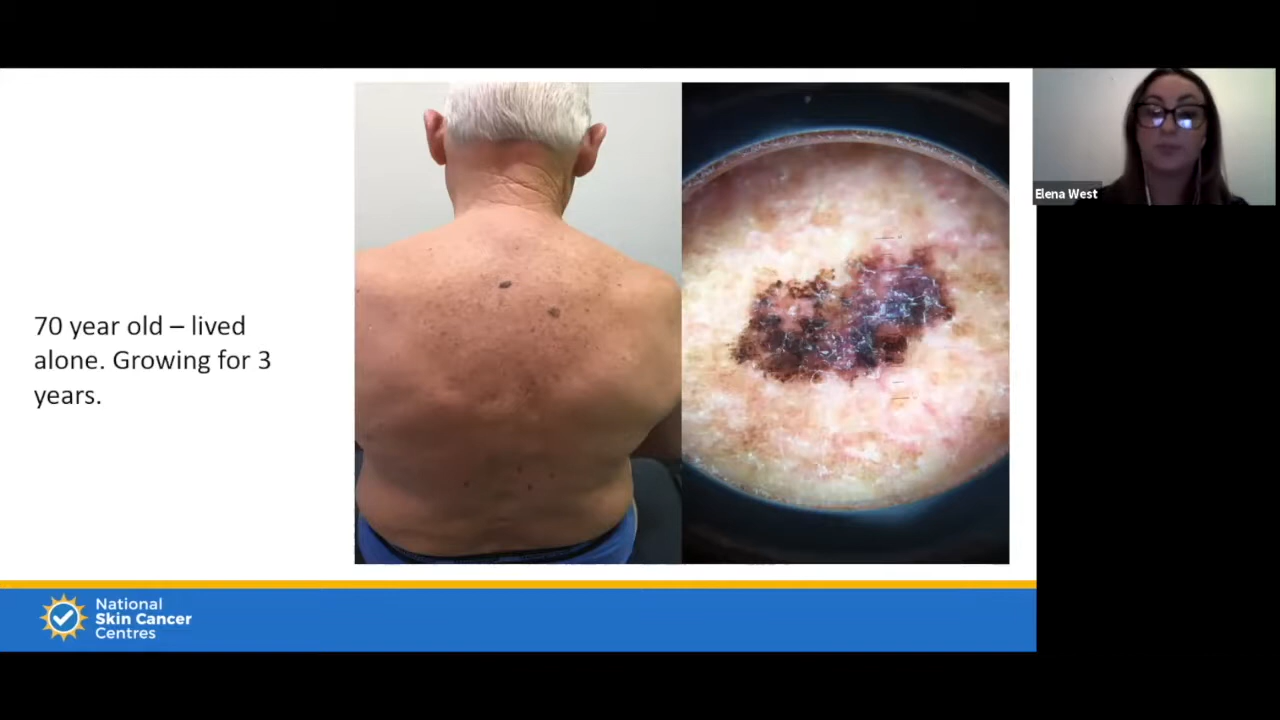 Elena West
70 year old – lived
alone. Growing for 3
years.
National
Skin Cancer
Centres